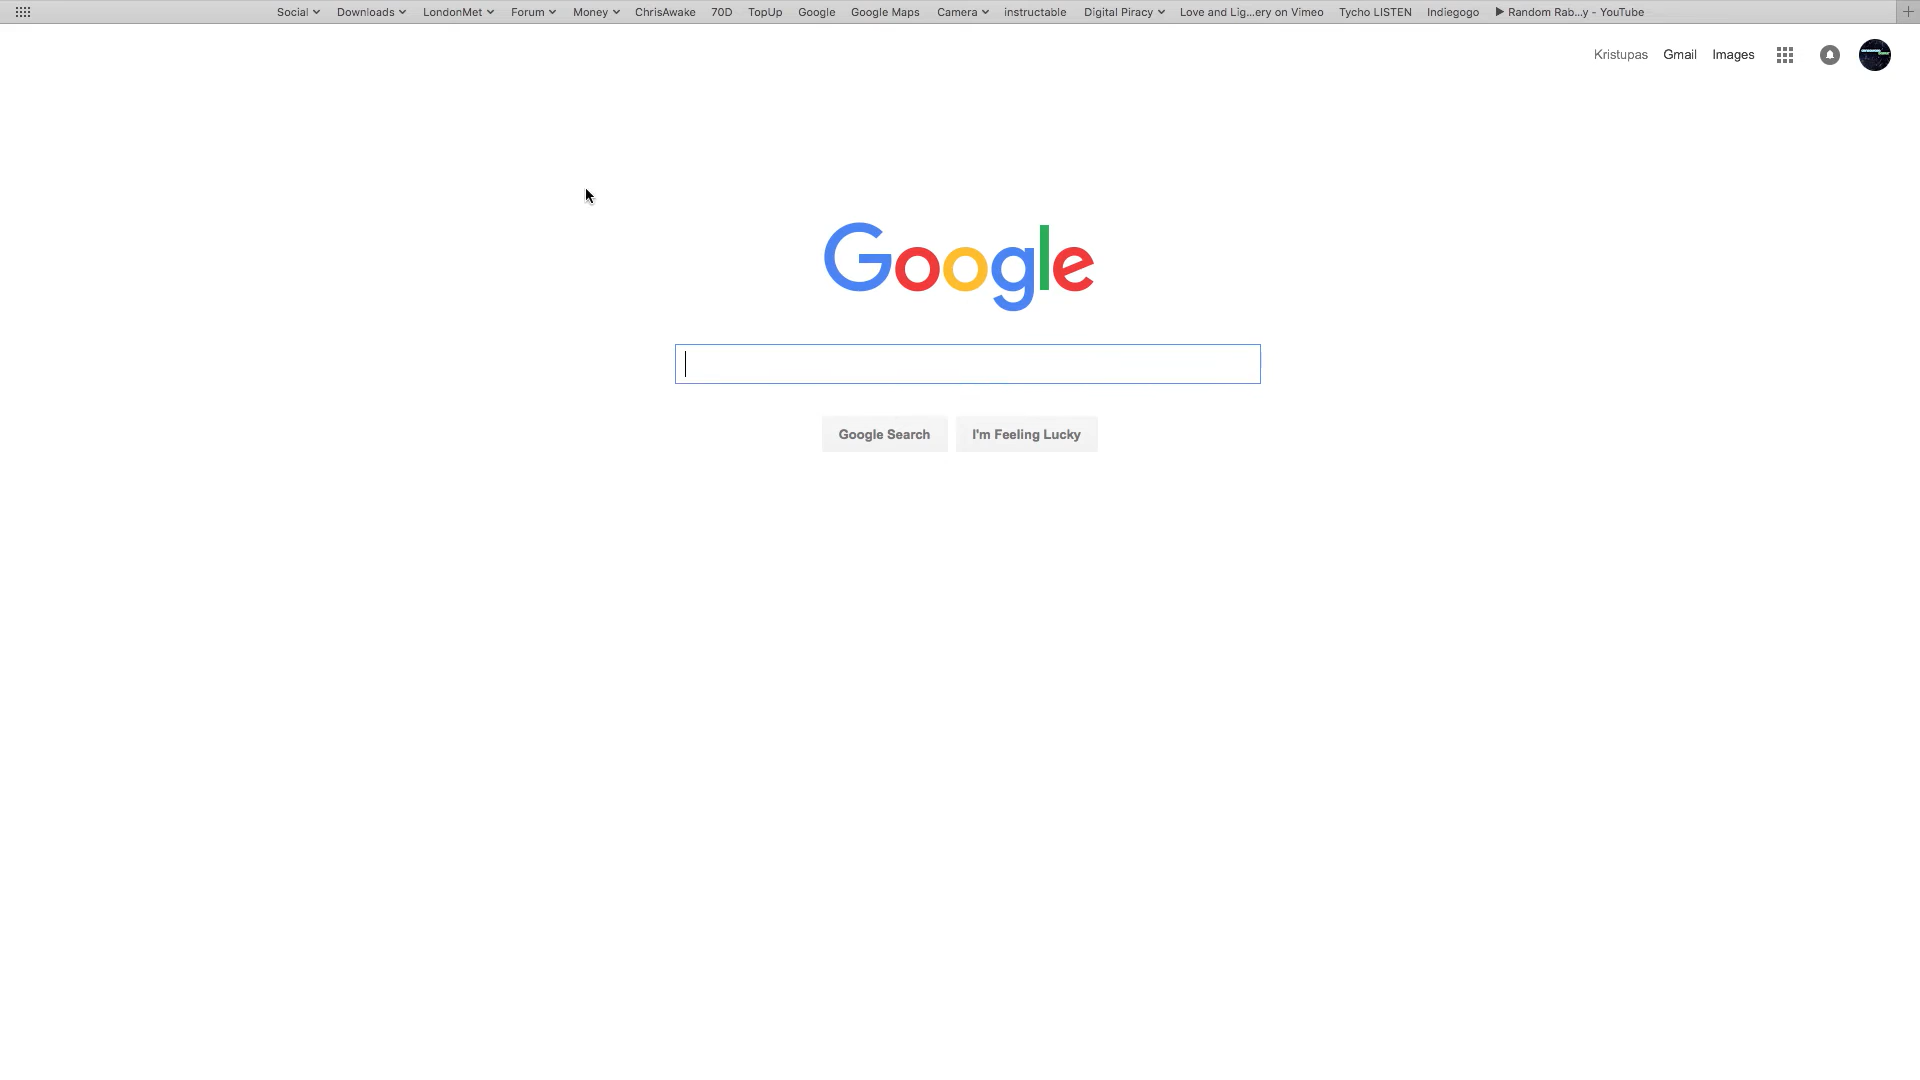 Social Downloads LondonMet Forum Money ChrisAwake 70D TopUp Google Google Maps Camera instructable Digital Piracy Love and Lig...ery on Vimeo Tycho LISTEN Indiegogo Random Rab...y - YouTube
Kristupas Gmail Images
Google
Google Search I'm Feeling Lucky